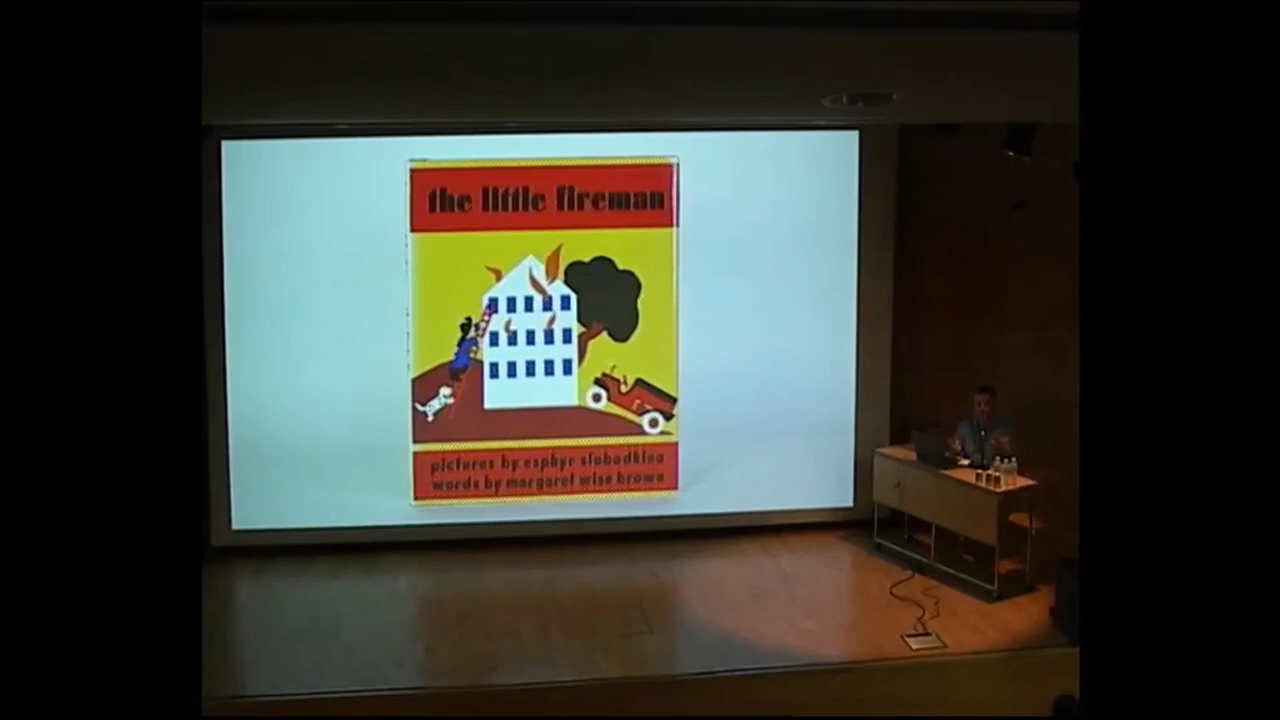 the little fireman
pictures by esphyr slobodkina
words by margaret wise brown